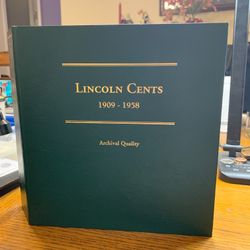 LINCOLN CENTS
1909 - 1958
Archival Quality